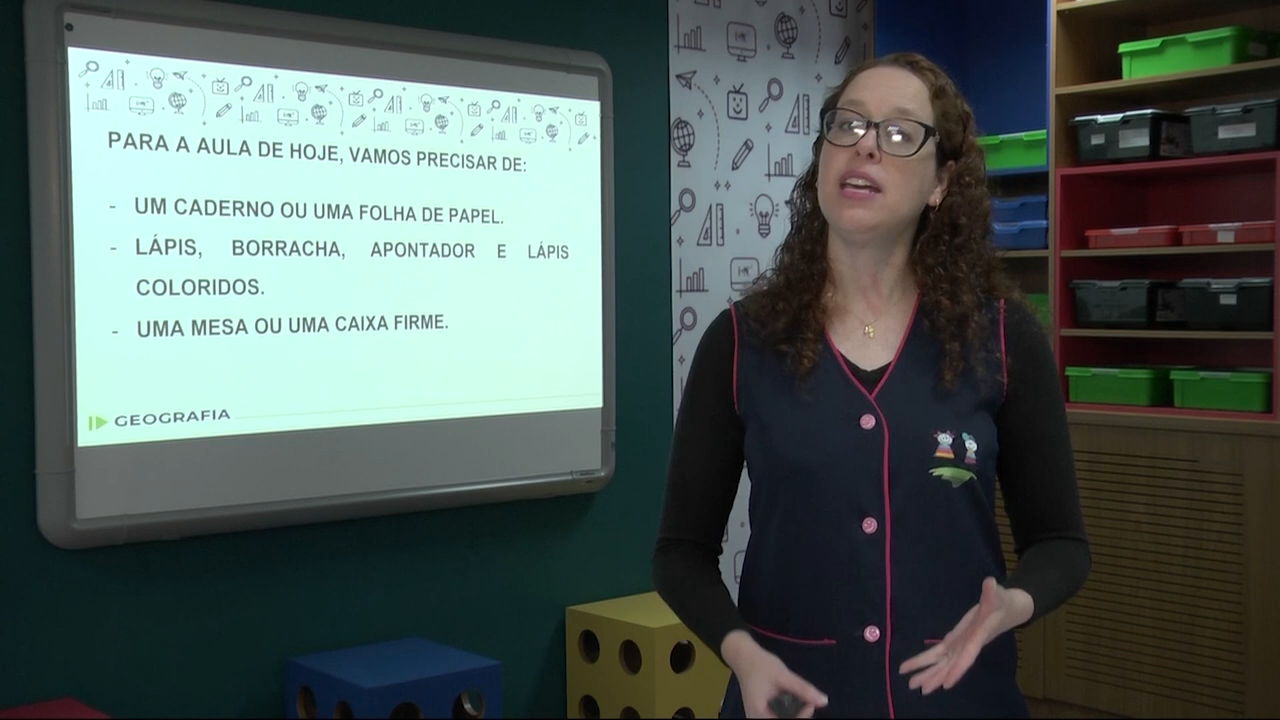 PARA A AULA DE HOJE, VAMOS PRECISAR DE:
- UM CADERNO OU UMA FOLHA DE PAPEL.
- LÁPIS, BORRACHA, APONTADOR E LÁPIS
COLORIDOS.
- UMA MESA OU UMA CAIXA FIRME.
GEOGRAFIA